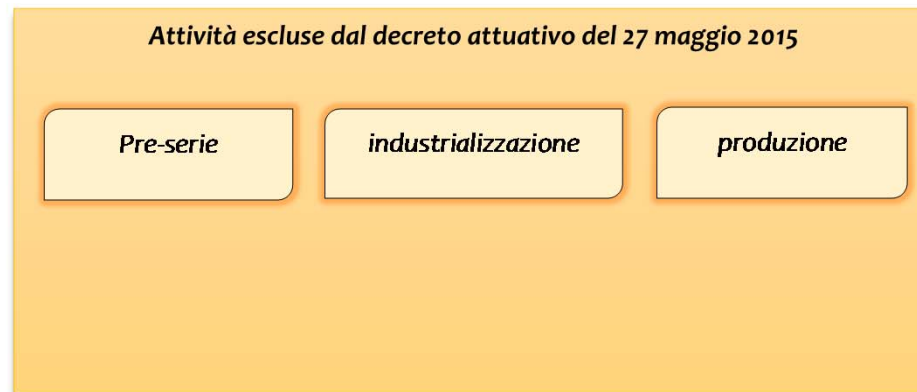 Attività escluse dal decreto attuativo del 27 maggio 2015
Pre-serie
industrializzazione
produzione